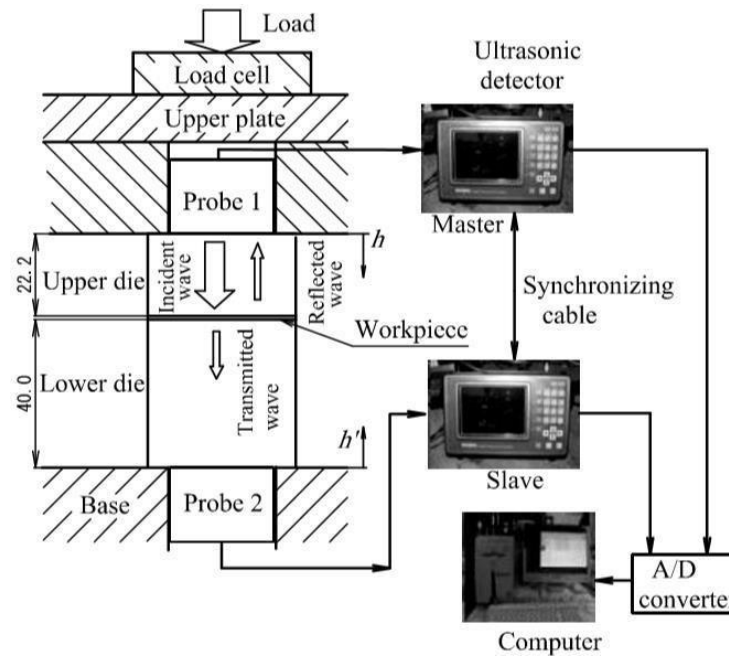 Load
Load cell
Upper plate
Probe 1
Ultrasonic
detector
Master
h
22.2
Upper die
Incident
wave
Reflected
wave
Synchronizing
cable
Workpiece
40.0
Lower die
Transmitted
wave
h'
Slave
Base
Probe 2
A/D
converter
Computer